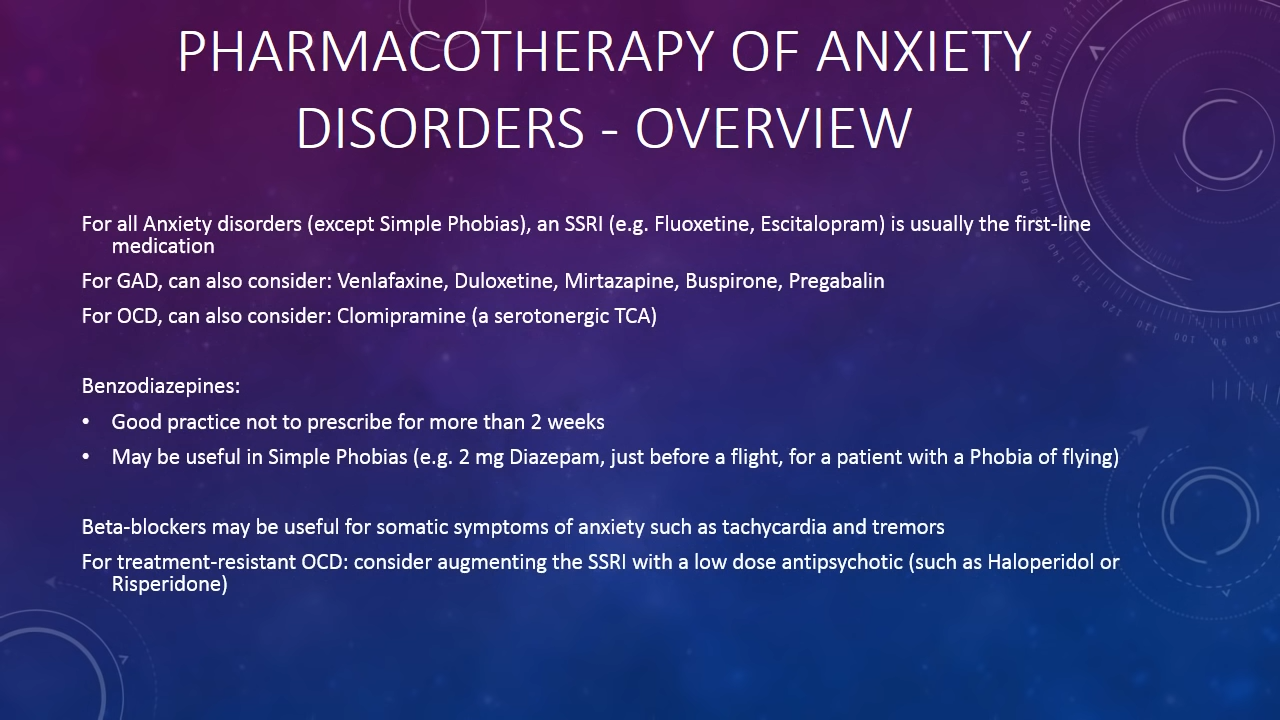 PHARMACOTHERAPY OF ANXIETY
DISORDERS - OVERVIEW
For all Anxiety disorders (except Simple Phobias), an SSRI (e.g. Fluoxetine, Escitalopram) is usually the first-line
medication
For GAD, can also consider: Venlafaxine, Duloxetine, Mirtazapine, Buspirone, Pregabalin
For OCD, can also consider: Clomipramine (a serotonergic TCA)
Benzodiazepines:
• Good practice not to prescribe for more than 2 weeks
• May be useful in Simple Phobias (e.g. 2 mg Diazepam, just before a flight, for a patient with a Phobia of flying)
Beta-blockers may be useful for somatic symptoms of anxiety such as tachycardia and tremors
For treatment-resistant OCD: consider augmenting the SSRI with a low dose antipsychotic (such as Haloperidol or
Risperidone)